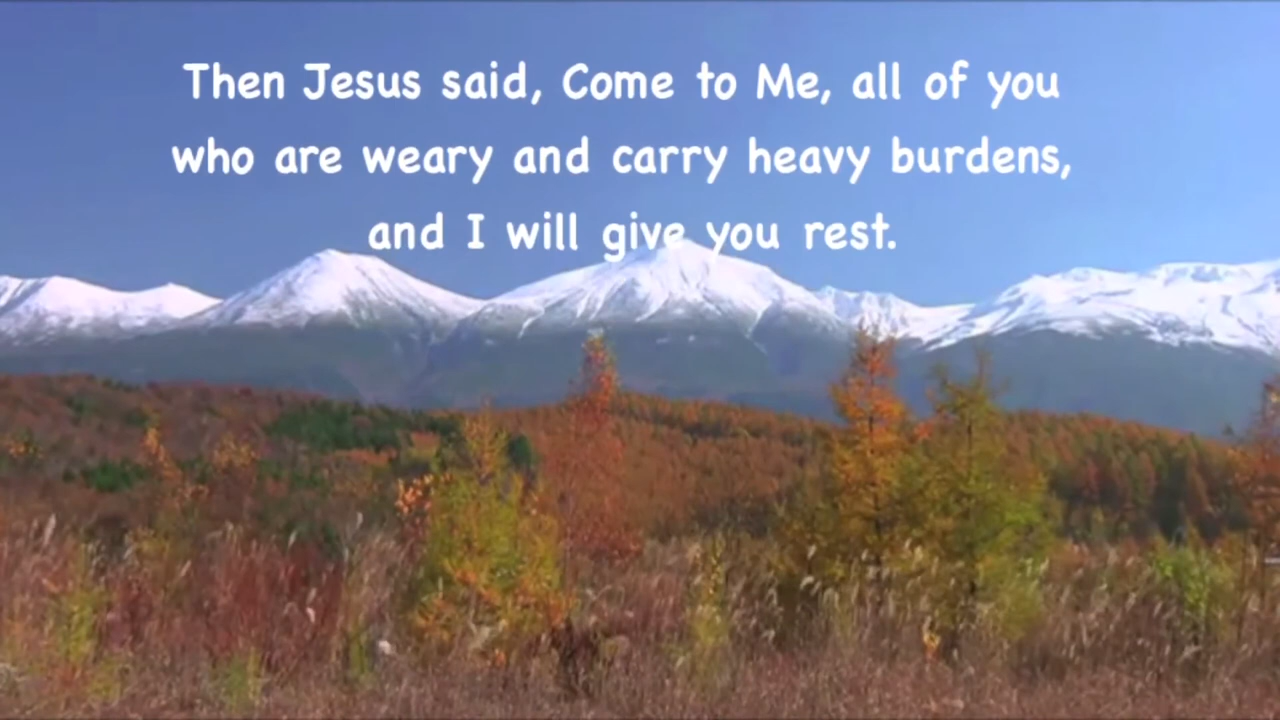 Then Jesus said, Come to Me, all of you
who are weary and carry heavy burdens,
and I will give you rest.